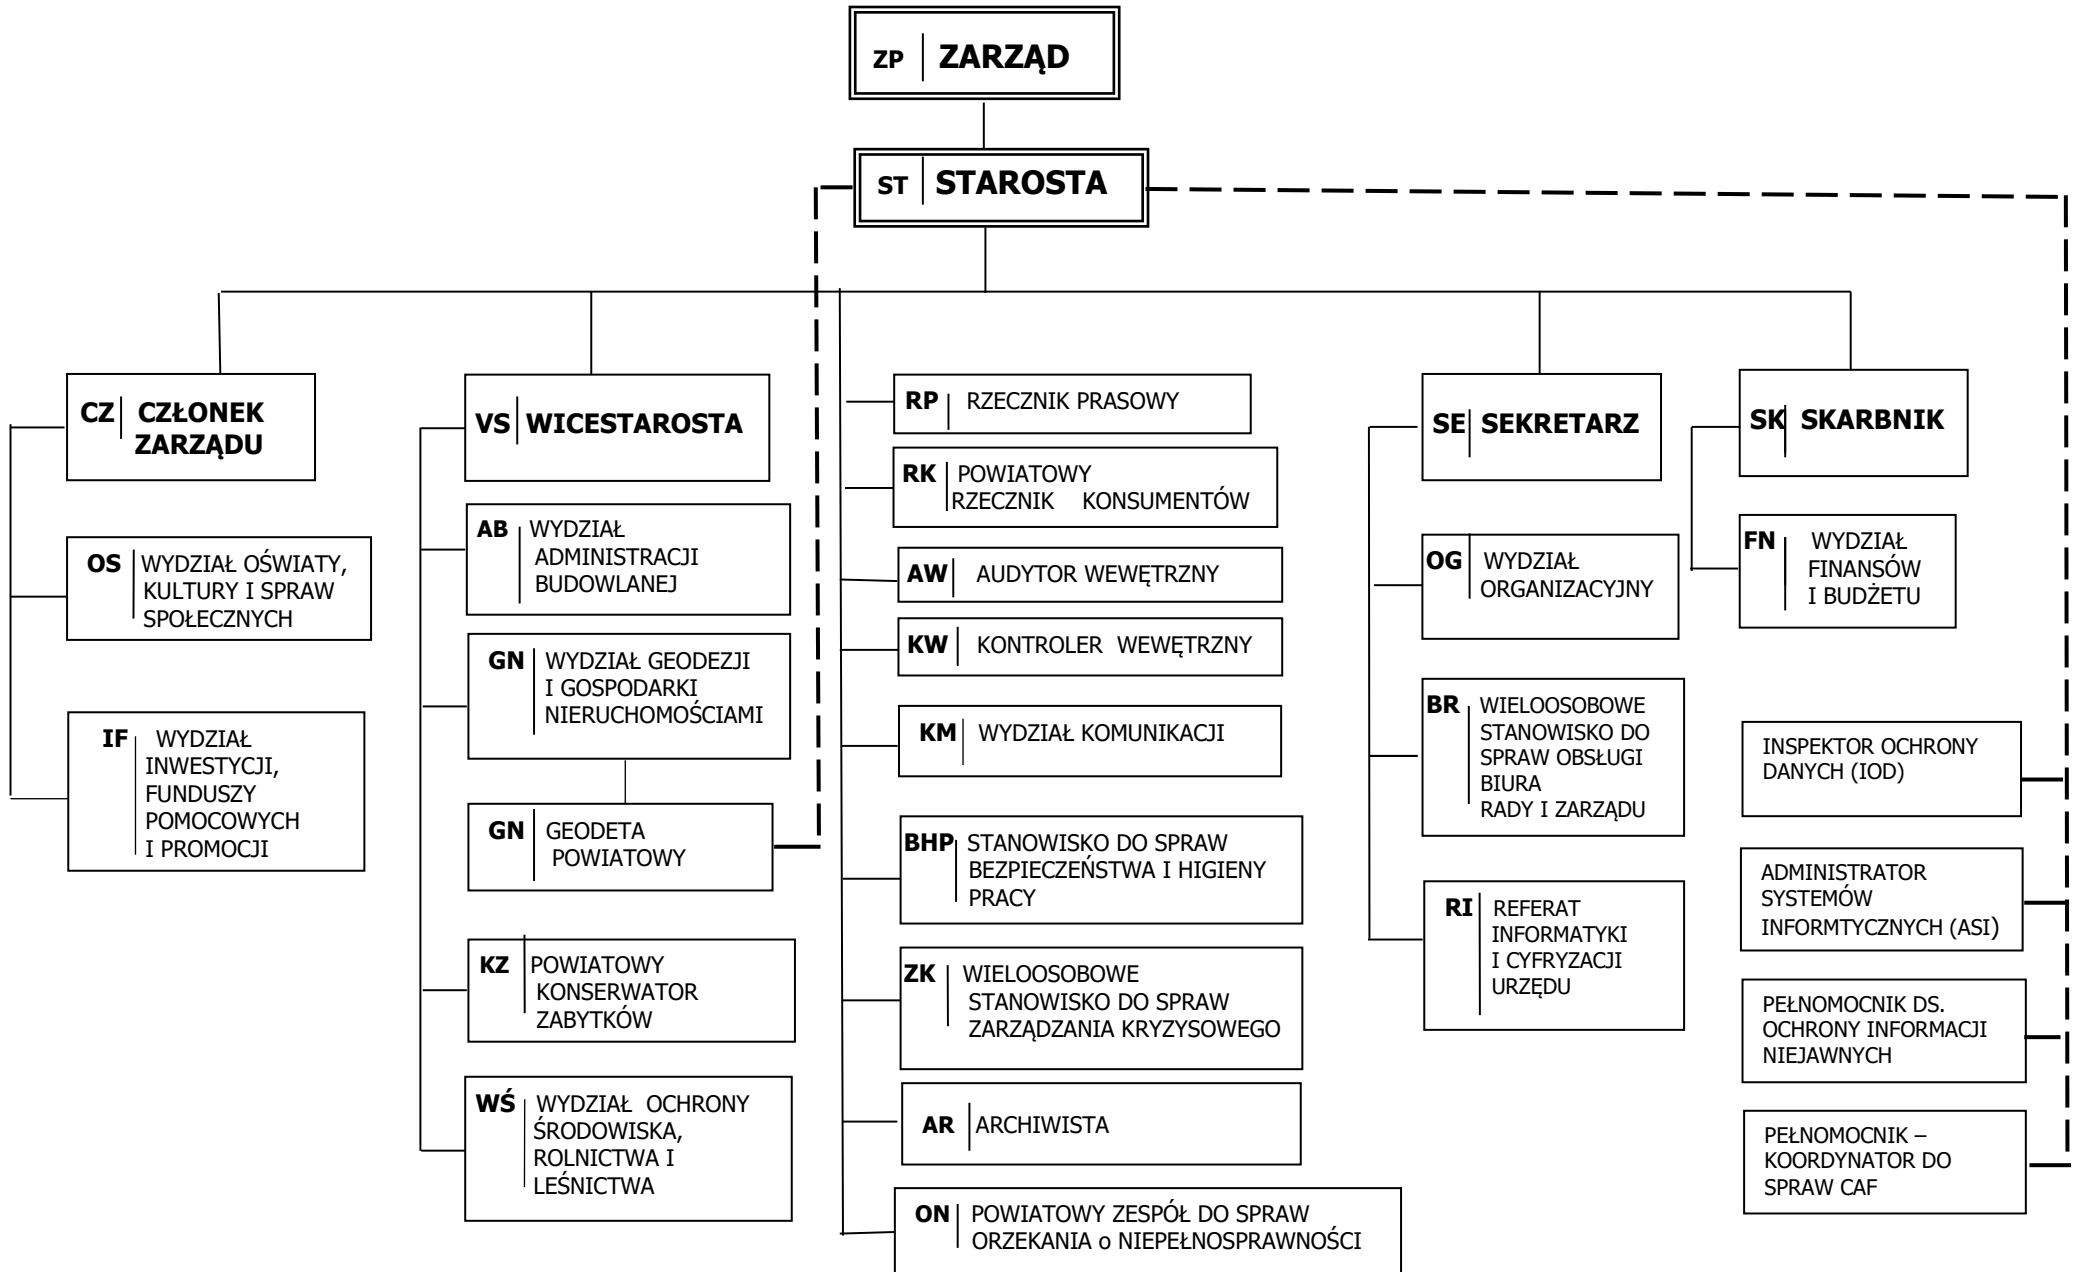 ZP ZARZĄD
ST STAROSTA
CZ CZŁONEK
ZARZĄDU
OS WYDZIAŁ OŚWIATY,
KULTURY I SPRAW
SPOŁECZNYCH
IF WYDZIAŁ
INWESTYCJI,
FUNDUSZY
POMOCOWYCH
I PROMOCJI
VS WICESTAROSTA
AB WYDZIAŁ
ADMINISTRACJI
BUDOWLANEJ
GN WYDZIAŁ GEODEZJI
I GOSPODARKI
NIERUCHOMOŚCIAMI
GN GEODETA
POWIATOWY
KZ POWIATOWY
KONSERWATOR
ZABYTKÓW
WŚ WYDZIAŁ OCHRONY
ŚRODOWISKA,
ROLNICTWA I
LEŚNICTWA
RP RZECZNIK PRASOWY
RK POWIATOWY
RZECZNIK KONSUMENTÓW
AW AUDYTOR WEWĘTRZNY
KW KONTROLER WEWĘTRZNY
KM WYDZIAŁ KOMUNIKACJI
BHP STANOWISKO DO SPRAW
BEZPIECZEŃSTWA I HIGIENY
PRACY
ZK WIELOOSOBOWE
STANOWISKO DO SPRAW
ZARZĄDZANIA KRYZYSOWEGO
AR ARCHIWISTA
ON POWIATOWY ZESPÓŁ DO SPRAW
ORZEKANIA o NIEPEŁNOSPRAWNOŚCI
SE SEKRETARZ
OG WYDZIAŁ
ORGANIZACYJNY
BR WIELOOSOBOWE
STANOWISKO DO
SPRAW OBSŁUGI
BIURA
RADY I ZARZĄDU
RI REFERAT
INFORMATYKI
I CYFRYZACJI
URZĘDU
SK SKARBNIK
FN WYDZIAŁ
FINANSÓW
I BUDŻETU
INSPEKTOR OCHRONY
DANYCH (IOD)
ADMINISTRATOR
SYSTEMÓW
INFORMTYCZNYCH (ASI)
PEŁNOMOCNIK DS.
OCHRONY INFORMACJI
NIEJAWNYCH
PEŁNOMOCNIK –
KOORDYNATOR DO
SPRAW CAF